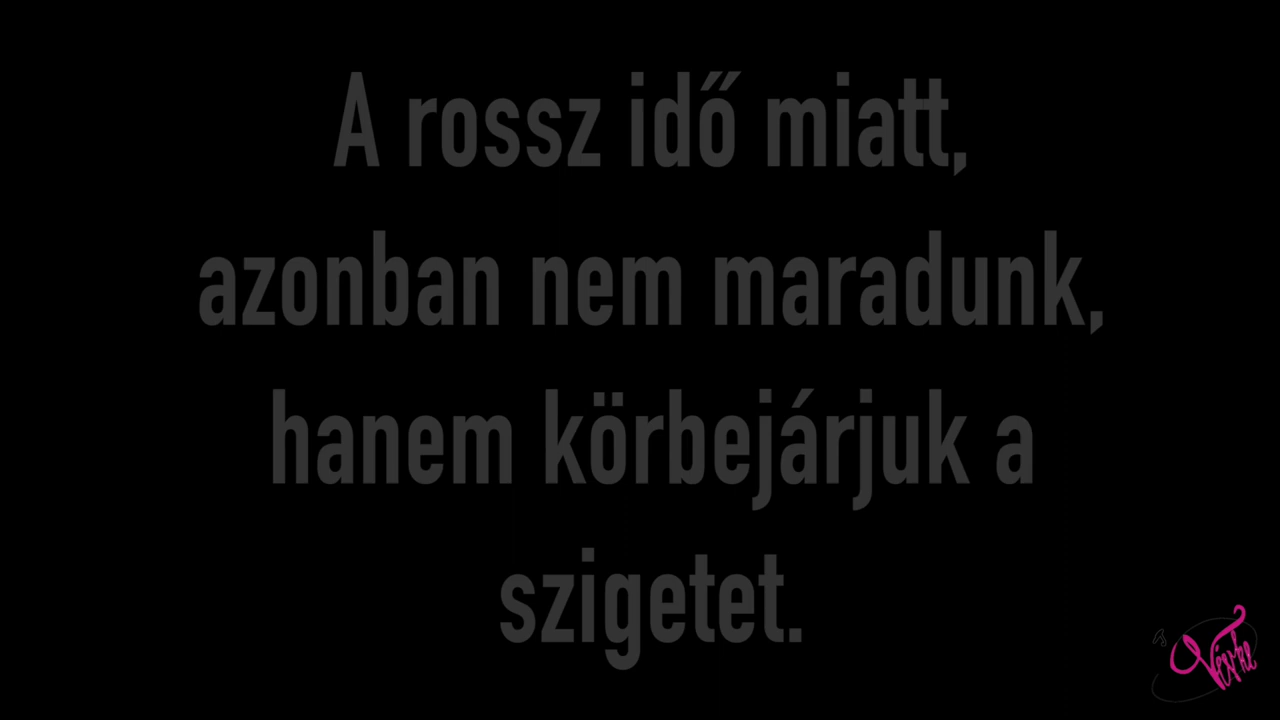 A rossz idő miatt,
azonban nem maradunk,
hanem körbejárjuk a
szigetet.